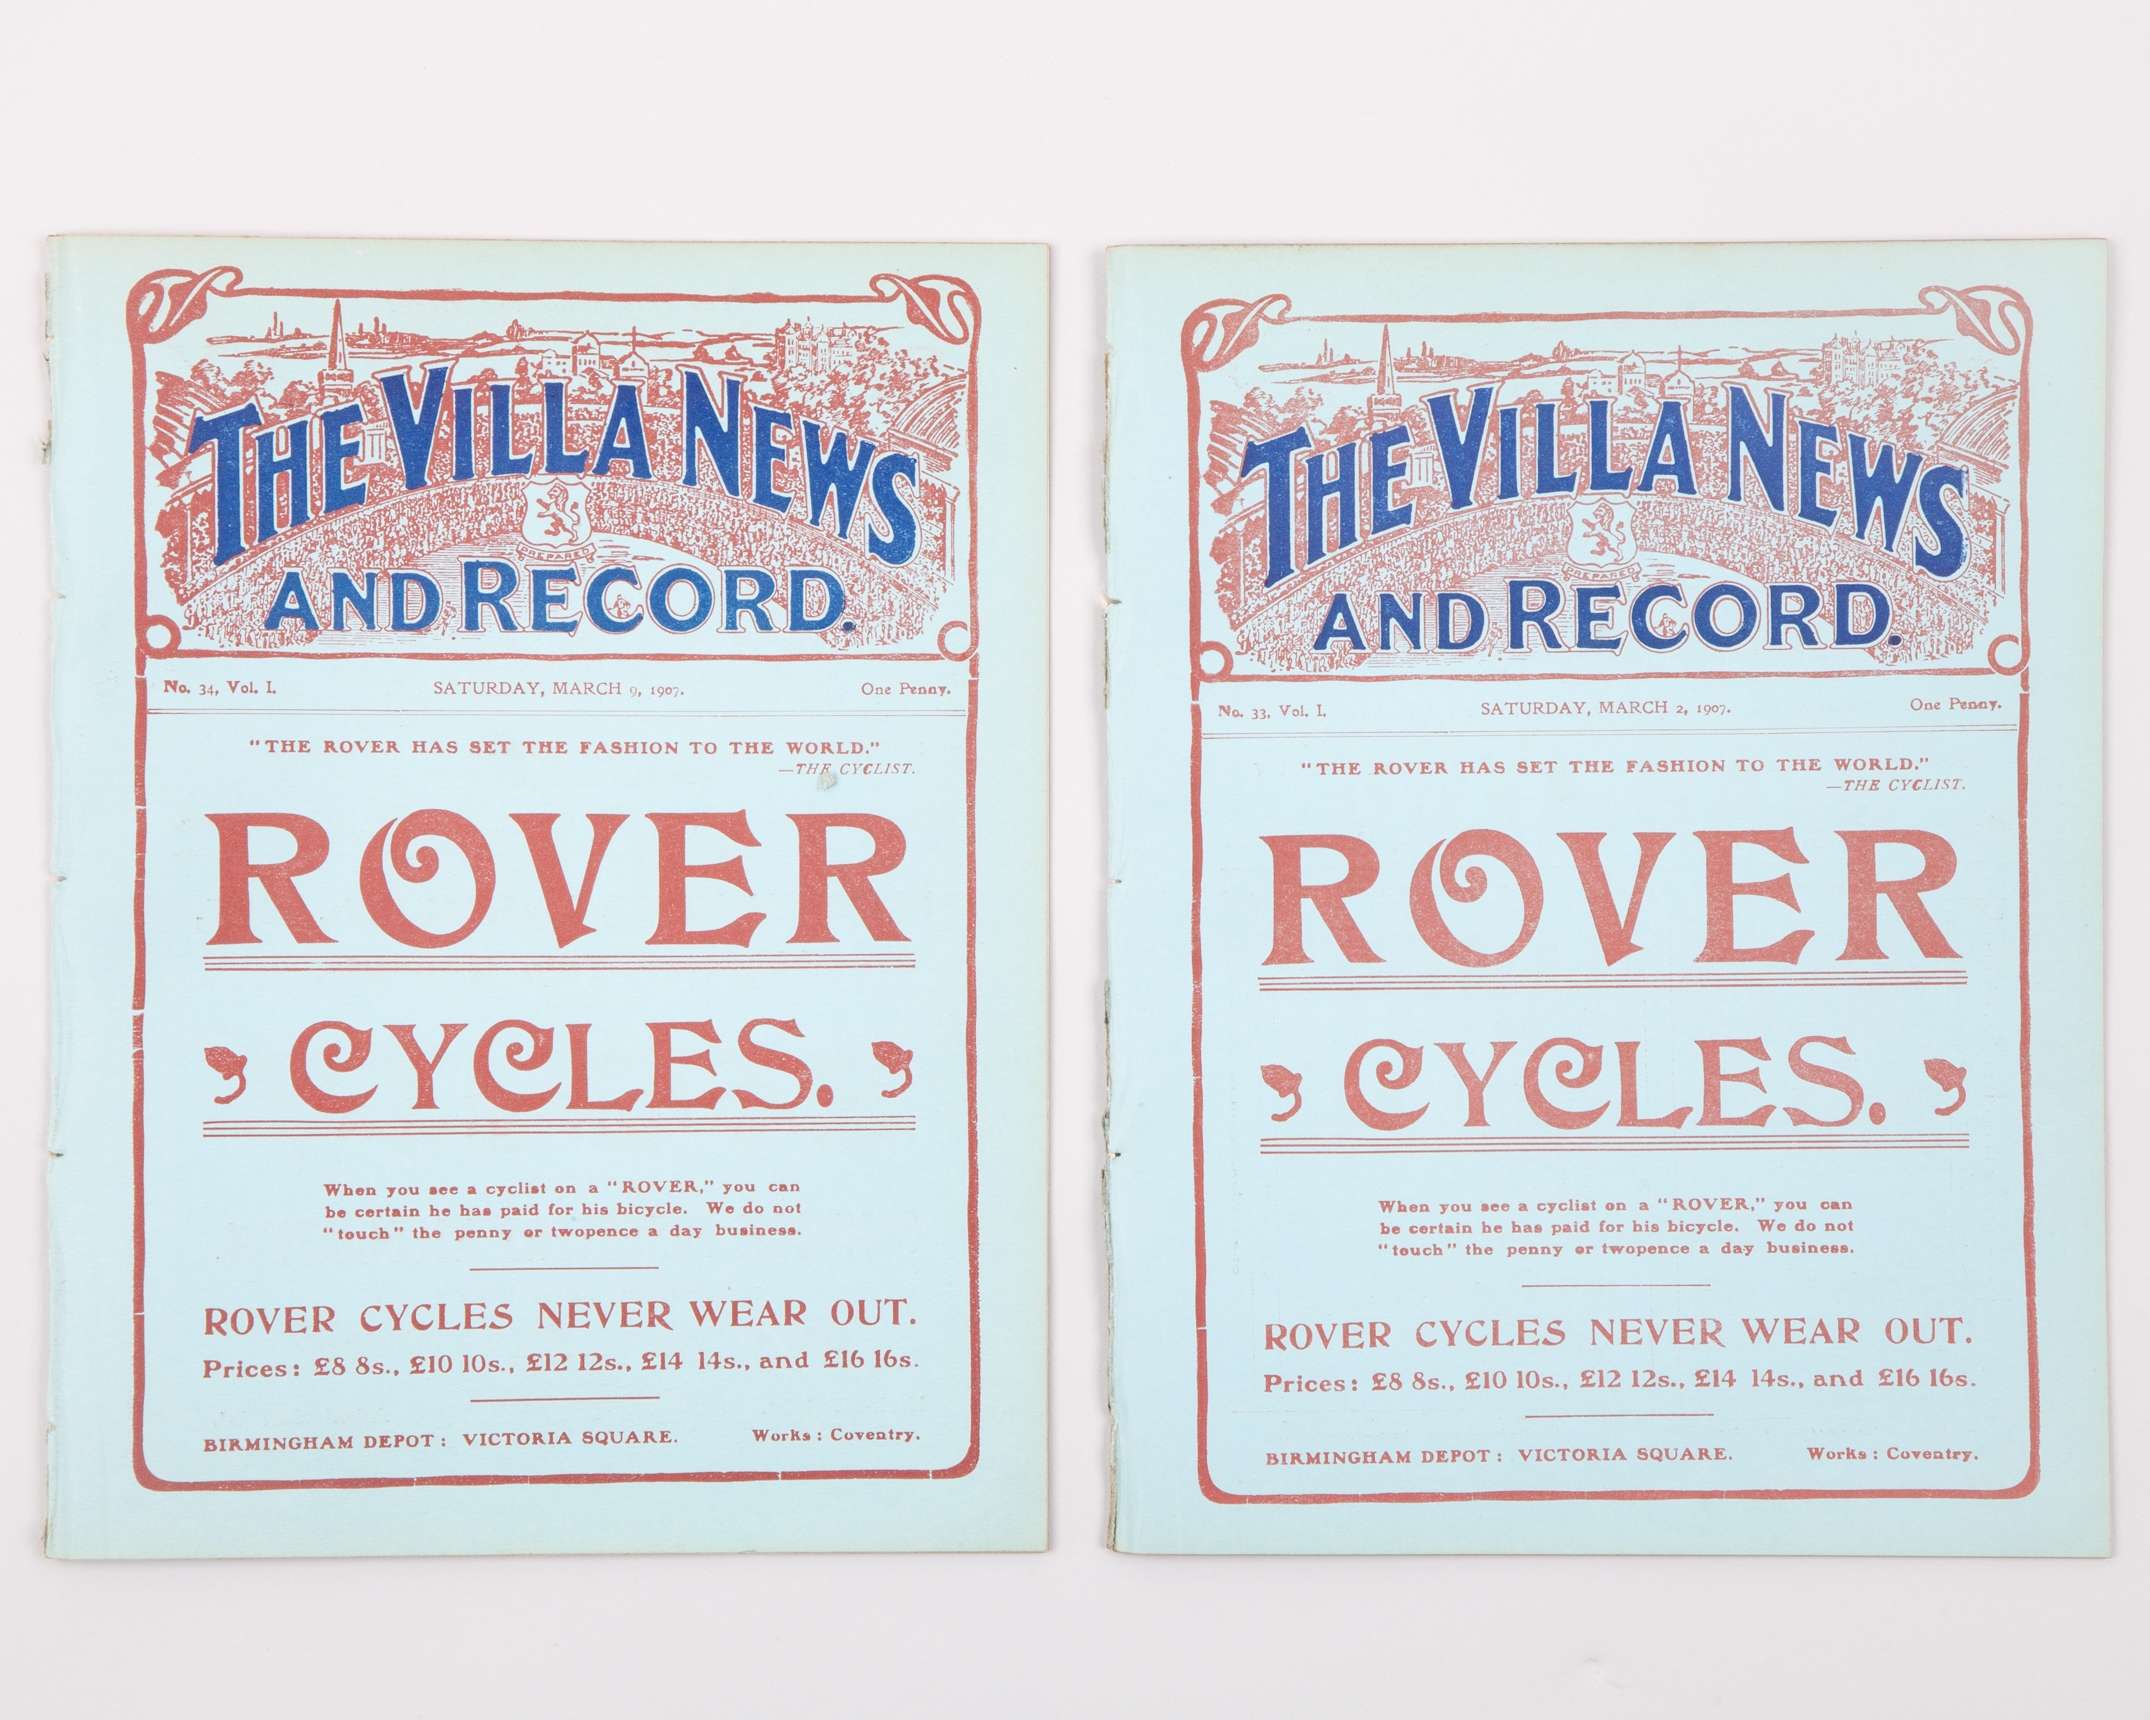 THE VILLA NEWS
PREPARED
AND RECORD.
No. 34, Vol. I. SATURDAY, MARCH 9, 1907. One Penny.
"THE ROVER HAS SET THE FASHION TO THE WORLD."
—THE CYCLIST.
ROVER
CYCLES.
When you see a cyclist on a "ROVER," you can
be certain he has paid for his bicycle. We do not
"touch" the penny or twopence a day business.
ROVER CYCLES NEVER WEAR OUT.
Prices: £8 8s., £10 10s., £12 12s., £14 14s., and £16 16s.
BIRMINGHAM DEPOT: VICTORIA SQUARE. Works: Coventry.
THE VILLA NEWS
PREPARED
AND RECORD.
No. 33, Vol. I. SATURDAY, MARCH 2, 1907. One Penny.
"THE ROVER HAS SET THE FASHION TO THE WORLD."
—THE CYCLIST.
ROVER
CYCLES.
When you see a cyclist on a "ROVER," you can
be certain he has paid for his bicycle. We do not
"touch" the penny or twopence a day business.
ROVER CYCLES NEVER WEAR OUT.
Prices: £8 8s., £10 10s., £12 12s., £14 14s., and £16 16s.
BIRMINGHAM DEPOT: VICTORIA SQUARE. Works: Coventry.